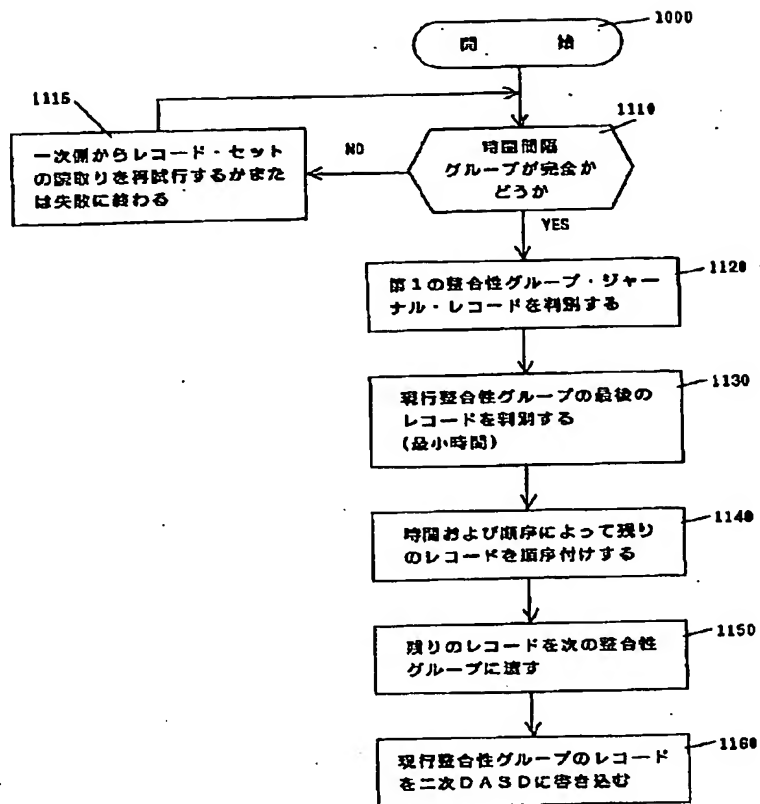 1000
開 始
1115
一次側からレコード・セット
の読取りを再試行するかまた
は失敗に終わる
NO
1110
時間間隔
グループが完全か
どうか
YES
1120
第1の整合性グループ・ジャー
ナル・レコードを判別する
1130
現行整合性グループの最後の
レコードを判別する
(最小時間)
1140
時間および順序によって残り
のレコードを順序付けする
1150
残りのレコードを次の整合性
グループに渡す
1160
現行整合性グループのレコード
を二次DASDに書き込む